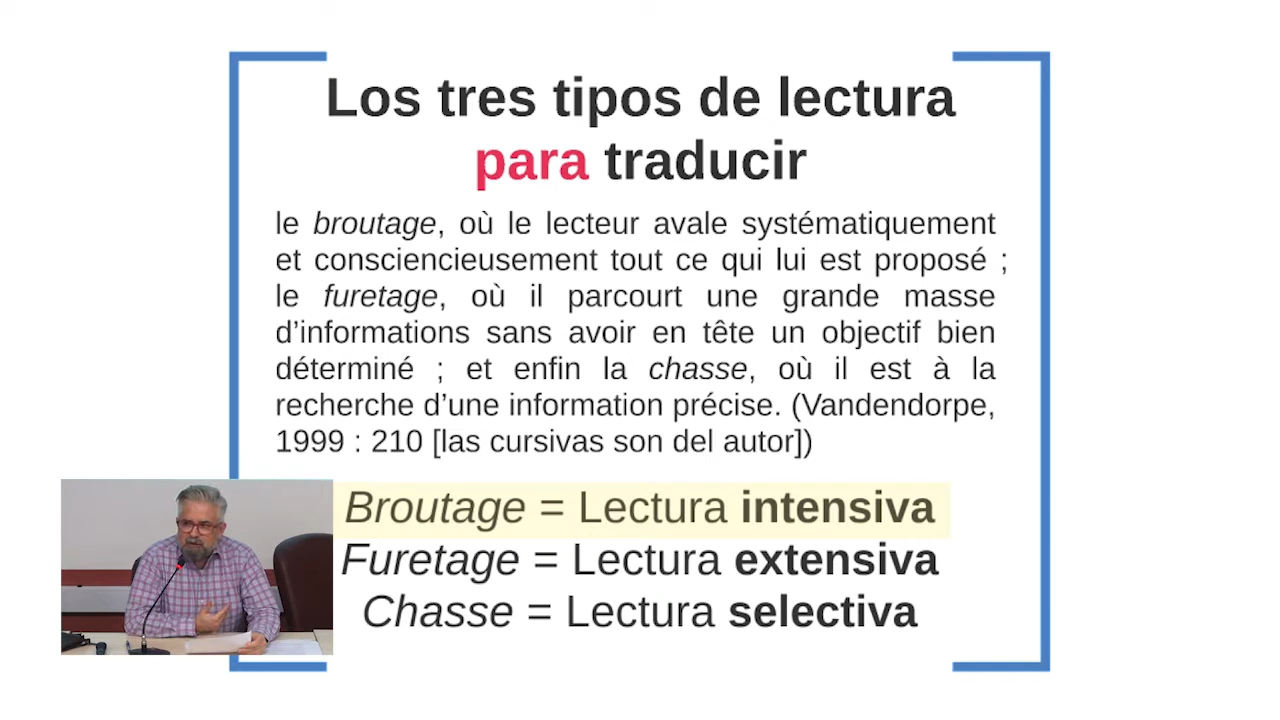 Los tres tipos de lectura
para traducir
le broutage, où le lecteur avale systématiquement
et consciencieusement tout ce qui lui est proposé ;
le furetage, où il parcourt une grande masse
d’informations sans avoir en tête un objectif bien
déterminé ; et enfin la chasse, où il est à la
recherche d’une information précise. (Vandendorpe,
1999 : 210 [las cursivas son del autor])
Broutage = Lectura intensiva
Furetage = Lectura extensiva
Chasse = Lectura selectiva